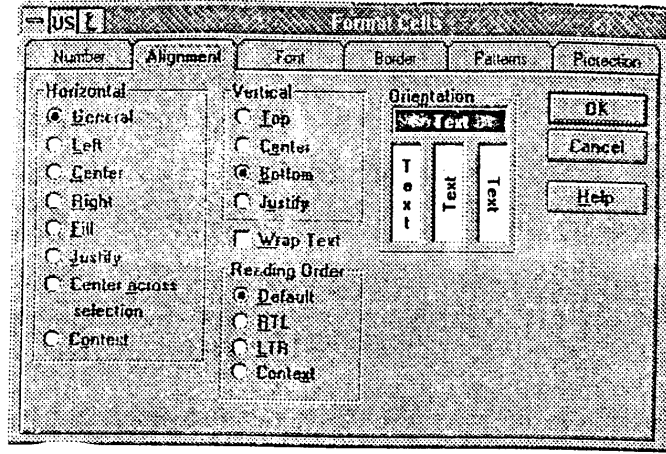 US
Format Cells
Number Alignment Font Border Patterns Protection
Horizontal
General
Left
Center
Right
Fill
Justify
Center across
selection
Context
Vertical
Top
Center
Bottom
Justify
Wrap Text
Reading Order
Default
RTL
LTR
Context
Orientation
Text
Text
Text
Text
OK
Cancel
Help